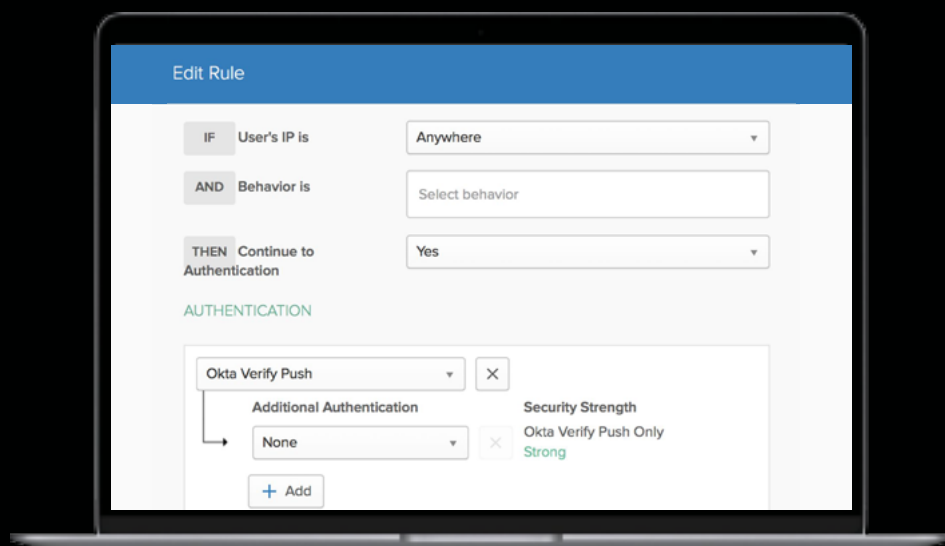 Edit Rule
IF User's IP is Anywhere
AND Behavior is Select behavior
THEN Continue to Yes
Authentication
AUTHENTICATION
Okta Verify Push
Additional Authentication Security Strength
None Okta Verify Push Only
Strong
+ Add